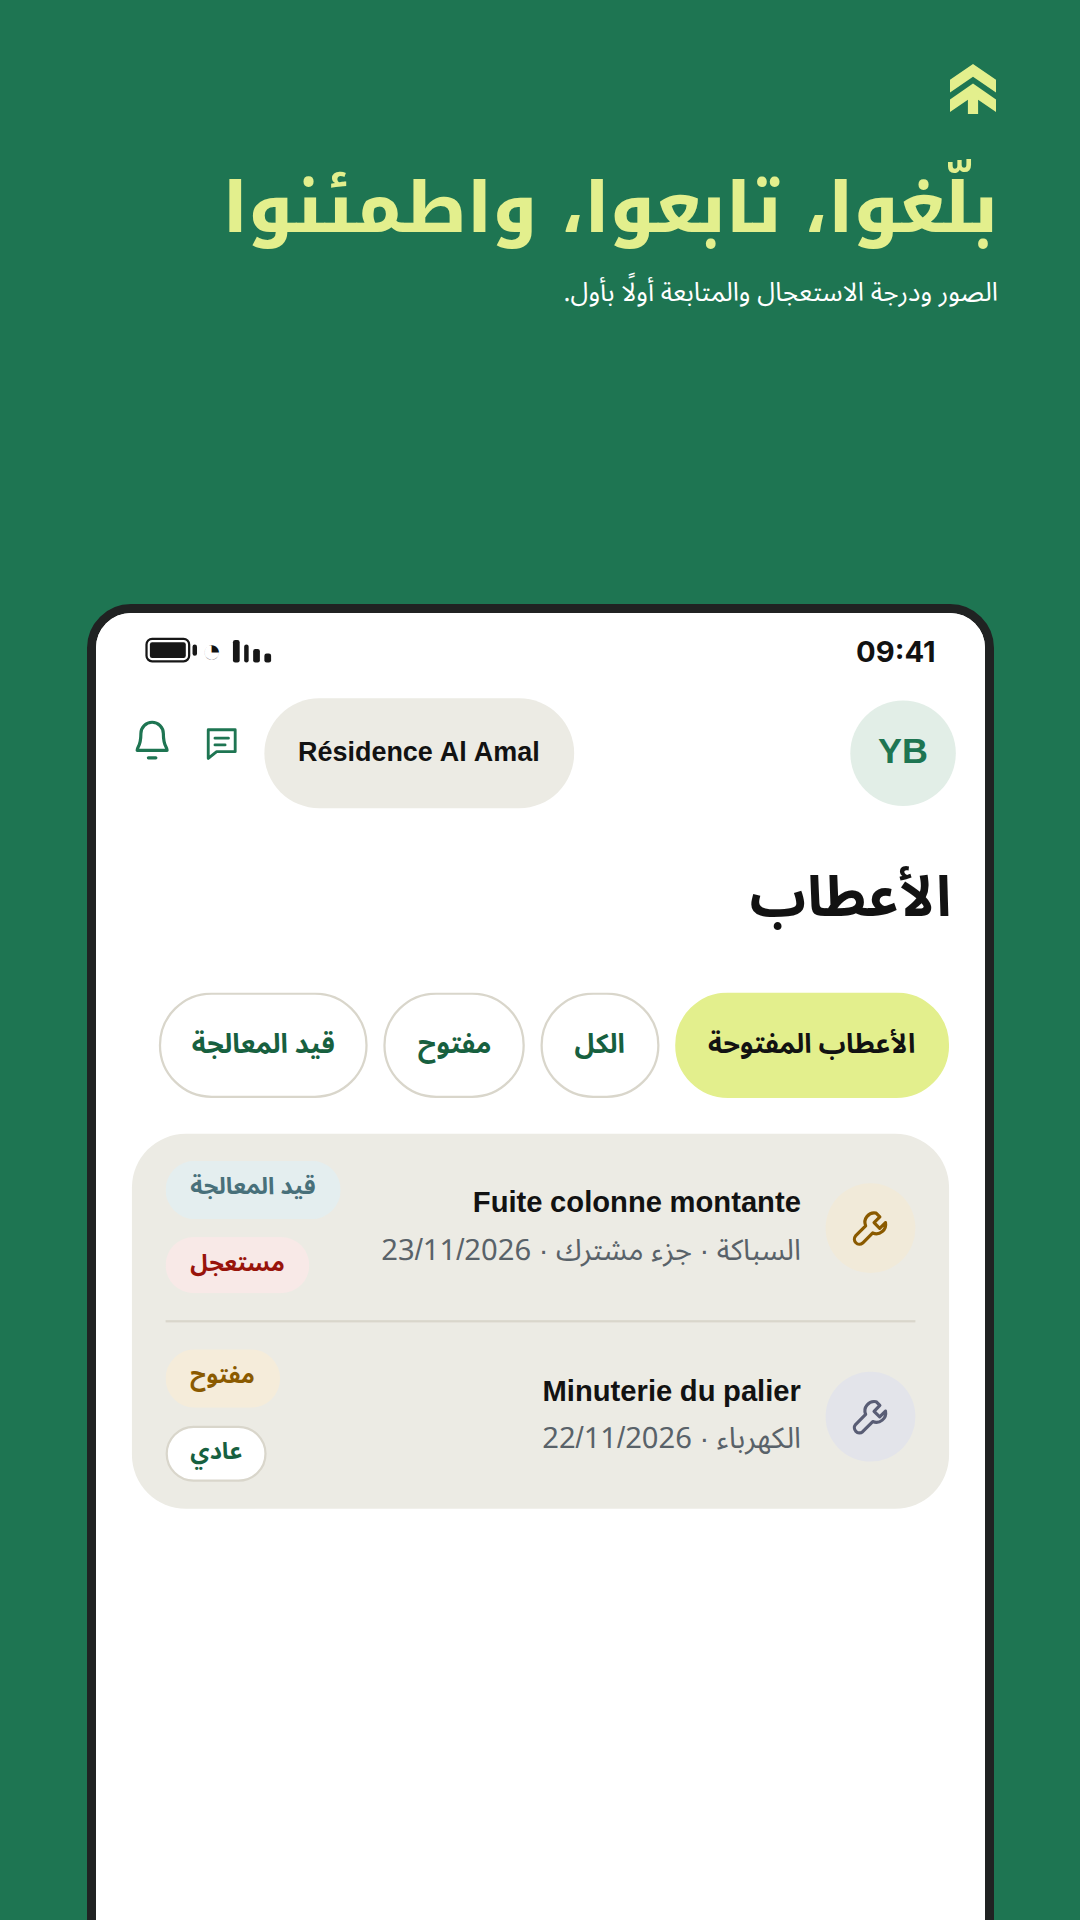 بلّغوا، تابعوا، واطمئنوا
الصور ودرجة الاستعجال والمتابعة أولًا بأول.
09:41
YB
Résidence Al Amal
الأعطاب
الأعطاب المفتوحة
الكل
مفتوح
قيد المعالجة
Fuite colonne montante
قيد المعالجة
السباكة · جزء مشترك · 23/11/2026
مستعجل
Minuterie du palier
مفتوح
الكهرباء · 22/11/2026
عادي